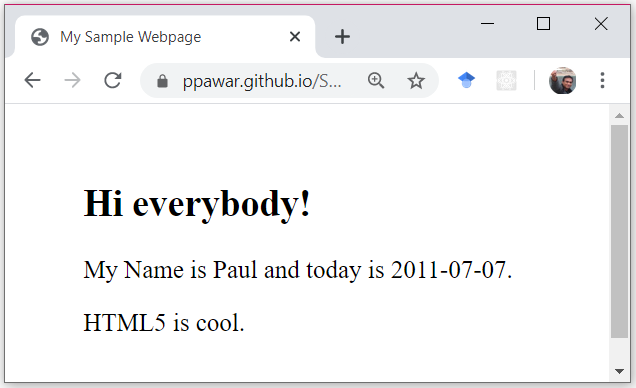 My Sample Webpage
ppawar.github.io/S...
Hi everybody!
My Name is Paul and today is 2011-07-07.
HTML5 is cool.